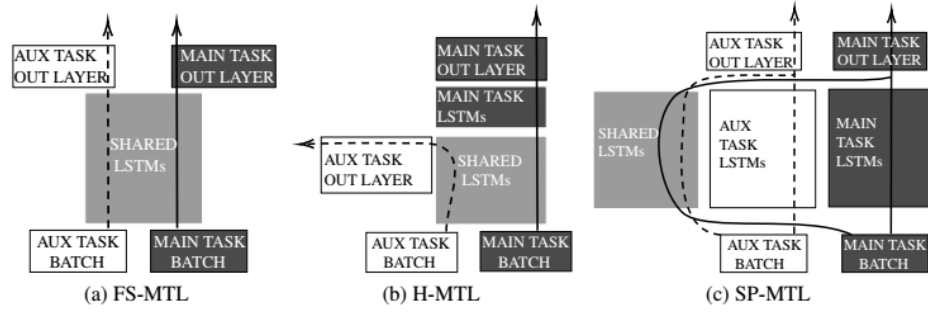 AUX TASK
OUT LAYER
MAIN TASK
OUT LAYER
SHARED
LSTMs
AUX TASK
BATCH
MAIN TASK
BATCH
(a) FS-MTL
MAIN TASK
OUT LAYER
MAIN TASK
LSTMs
AUX TASK
OUT LAYER
SHARED
LSTMs
AUX TASK
BATCH
MAIN TASK
BATCH
(b) H-MTL
AUX TASK
OUT LAYER
MAIN TASK
OUT LAYER
SHARED
LSTMs
AUX
TASK
LSTMs
MAIN
TASK
LSTMs
AUX TASK
BATCH
MAIN TASK
BATCH
(c) SP-MTL